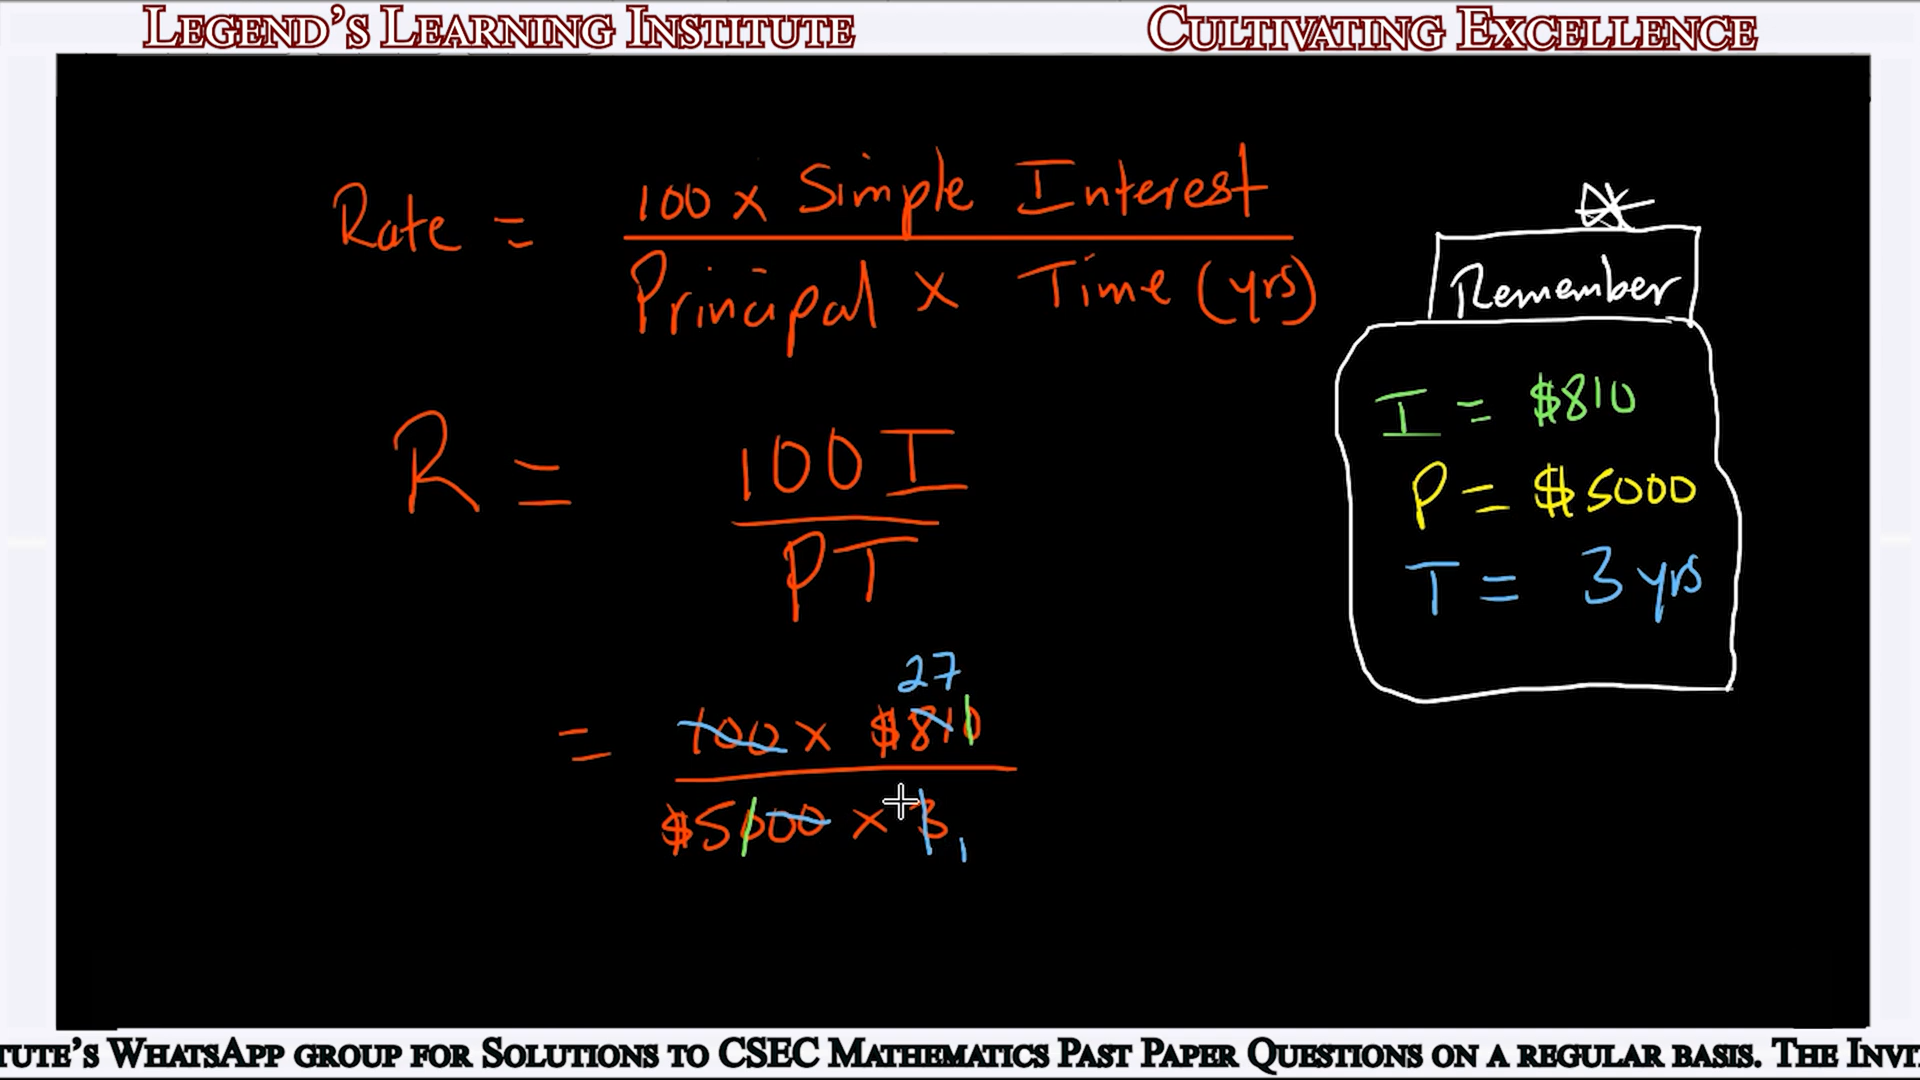 LEGEND'S LEARNING INSTITUTE CULTIVATING EXCELLENCE
Rate = 100 x Simple Interest
Principal x Time (yrs)
Remember
I = $810
P = $5000
T = 3 yrs
R = 100 I
PT
27
= 100 x $810
$5000 x 3
1
TUTE'S WHATSAPP GROUP FOR SOLUTIONS TO CSEC MATHEMATICS PAST PAPER QUESTIONS ON A REGULAR BASIS. THE INVI